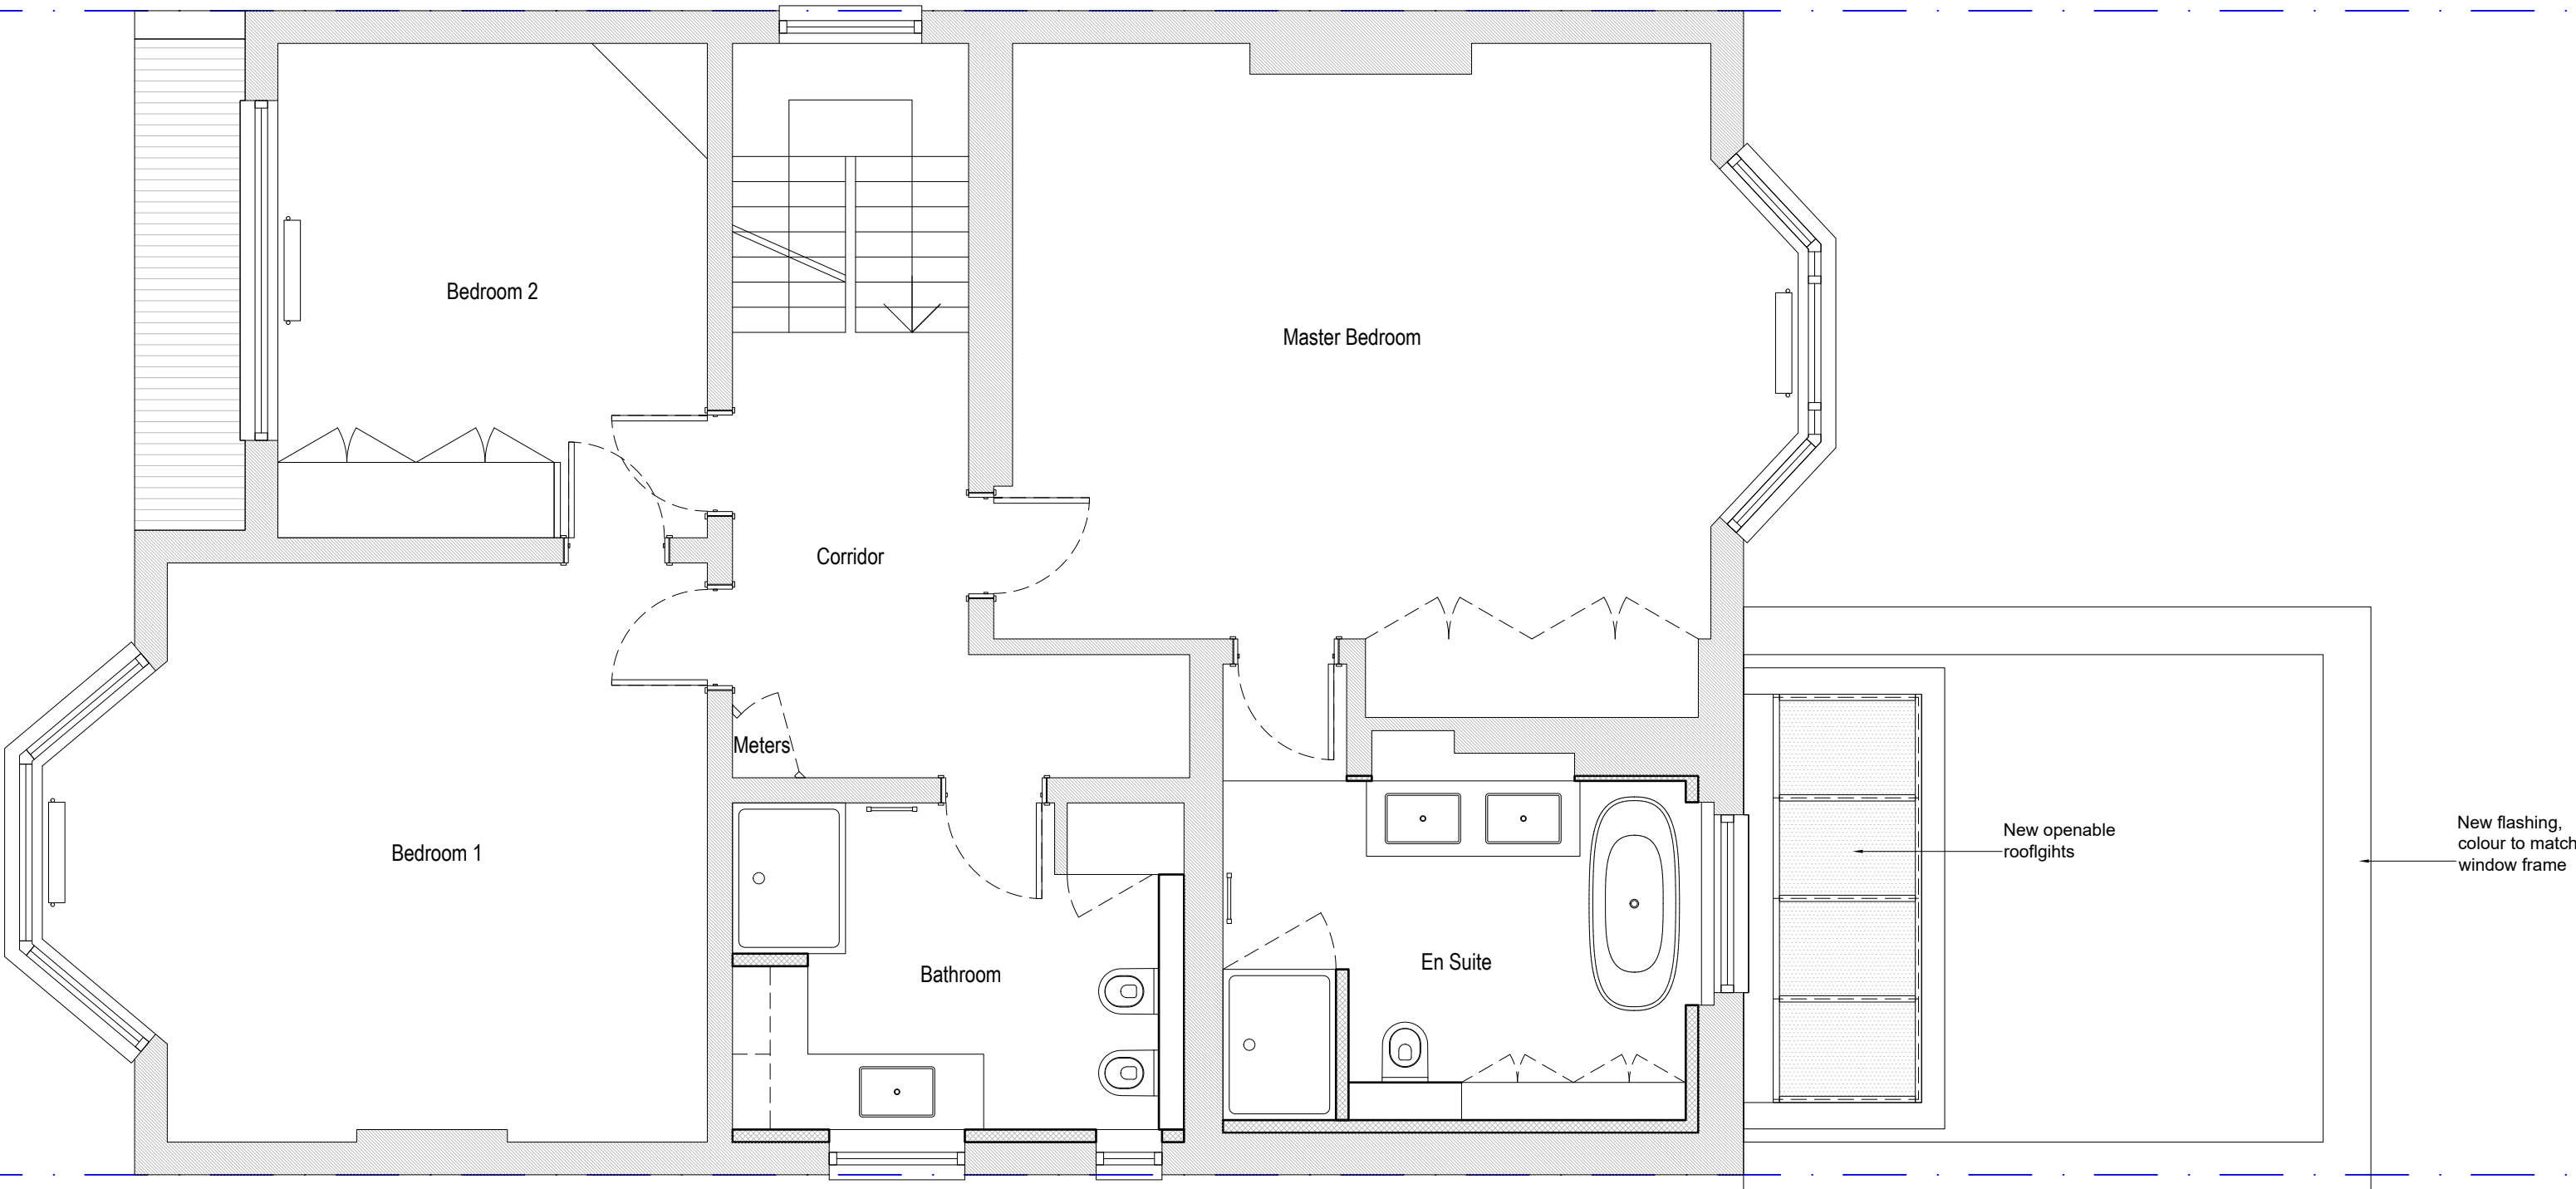 Bedroom 2
Master Bedroom
Corridor
Meters
Bedroom 1
Bathroom
En Suite
New openable
rooflgihts
New flashing,
colour to match
window frame